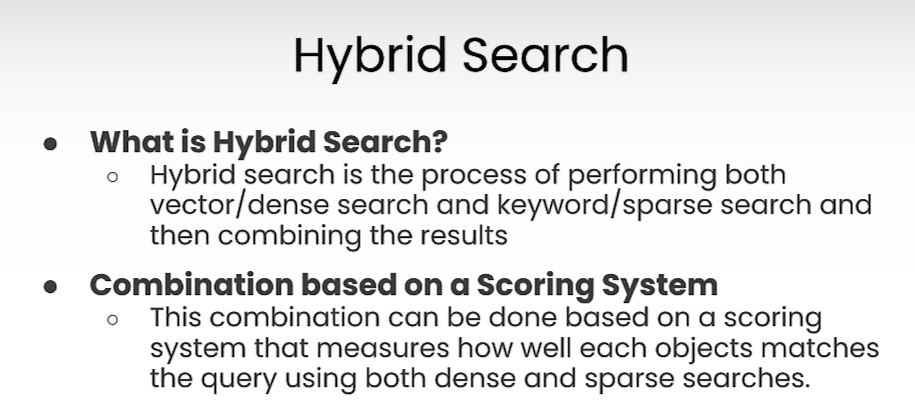 Hybrid Search
● What is Hybrid Search?
○ Hybrid search is the process of performing both
vector/dense search and keyword/sparse search and
then combining the results
● Combination based on a Scoring System
○ This combination can be done based on a scoring
system that measures how well each objects matches
the query using both dense and sparse searches.